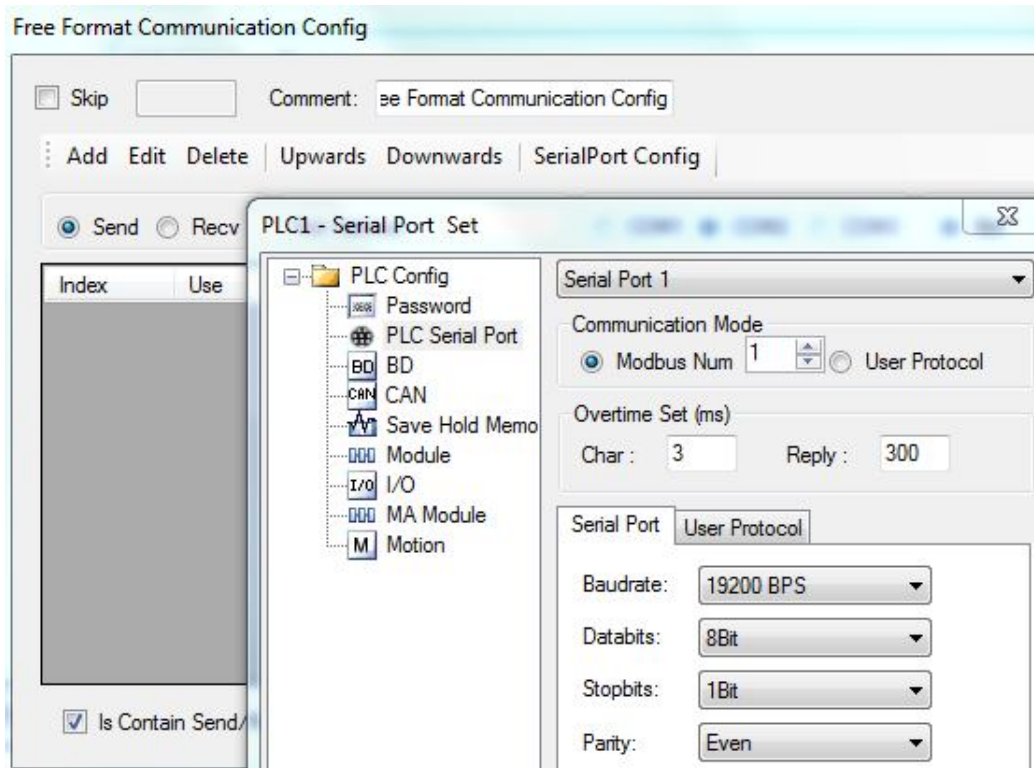 Free Format Communication Config
Skip
Comment: ee Format Communication Config
Add Edit Delete Upwards Downwards SerialPort Config
Send Recv
Index Use
Is Contain Send/
PLC1 - Serial Port Set
PLC Config
Password
PLC Serial Port
BD BD
CAN CAN
Save Hold Memo
Module
I/O I/O
MA Module
M Motion
Serial Port 1
Communication Mode
Modbus Num 1 User Protocol
Overtime Set (ms)
Char : 3 Reply : 300
Serial Port User Protocol
Baudrate: 19200 BPS
Databits: 8Bit
Stopbits: 1Bit
Parity: Even